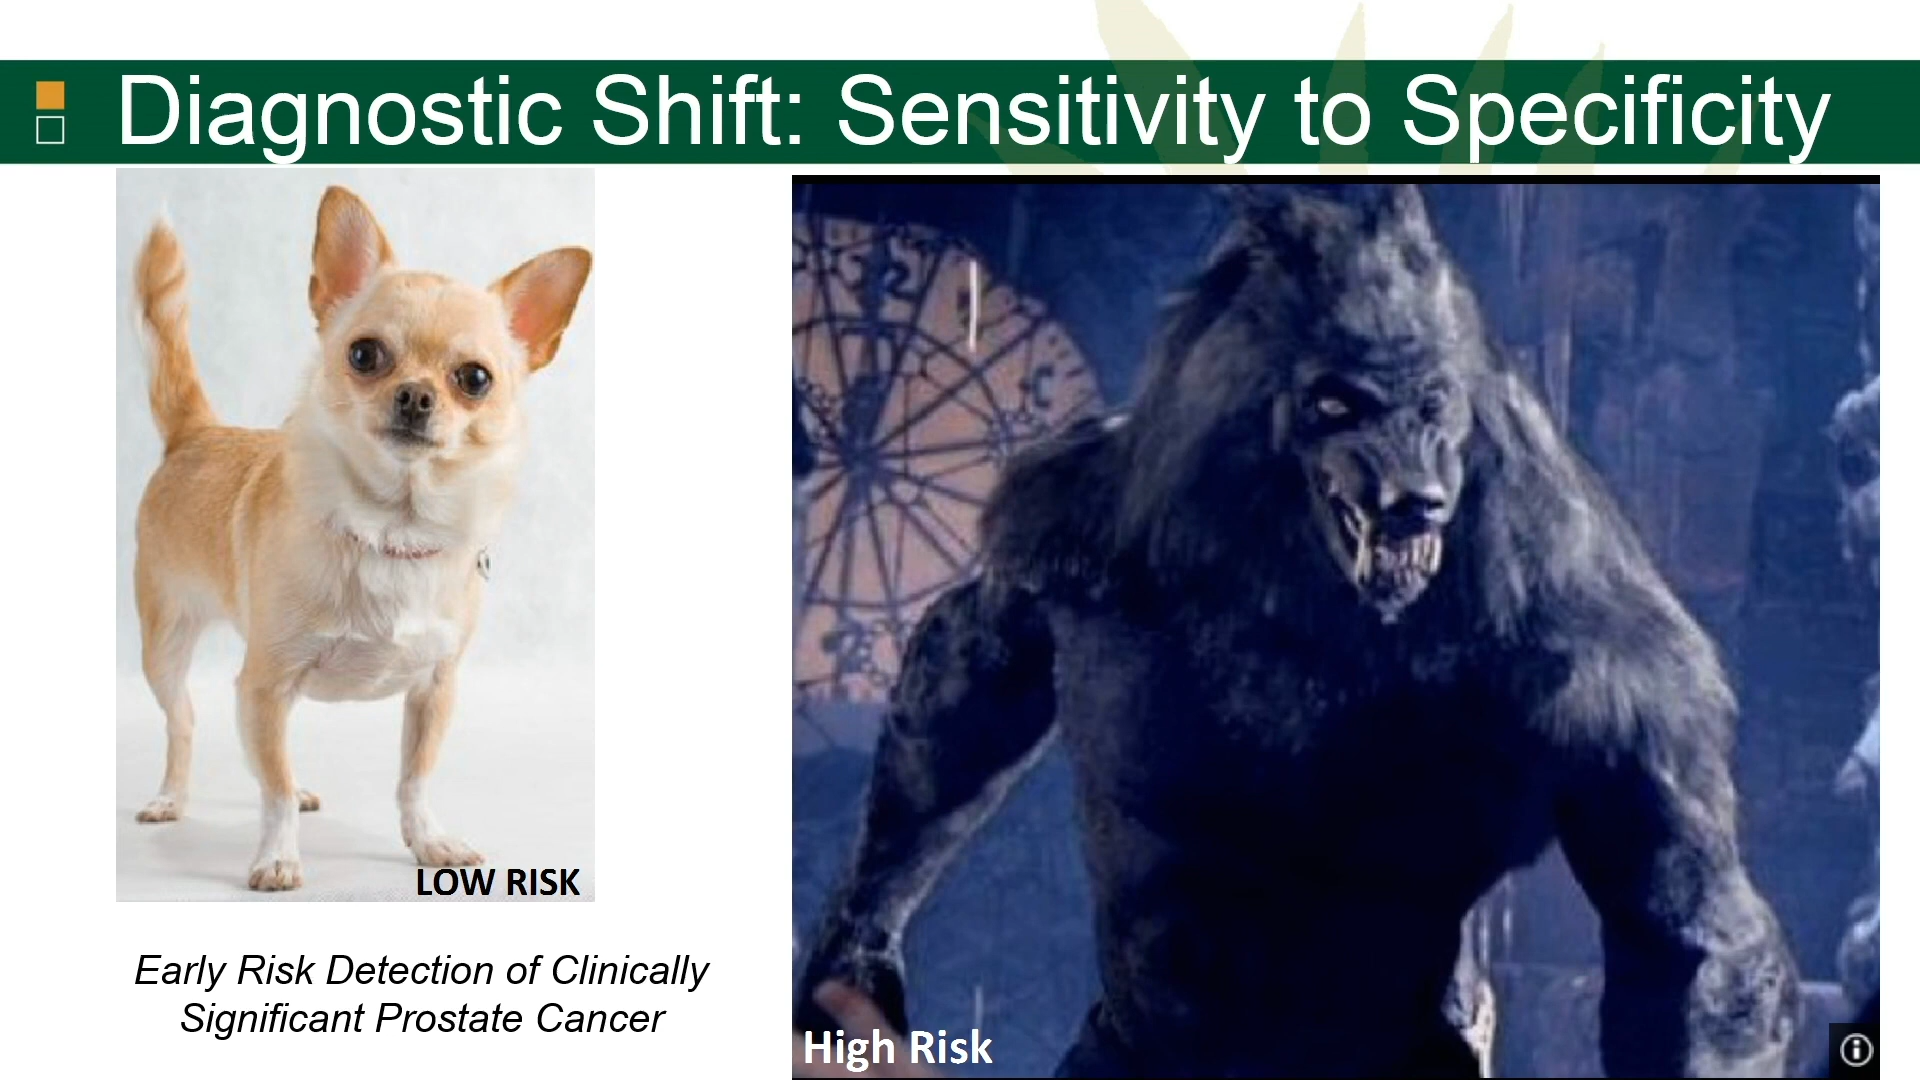 Diagnostic Shift: Sensitivity to Specificity
LOW RISK
Early Risk Detection of Clinically
Significant Prostate Cancer
High Risk